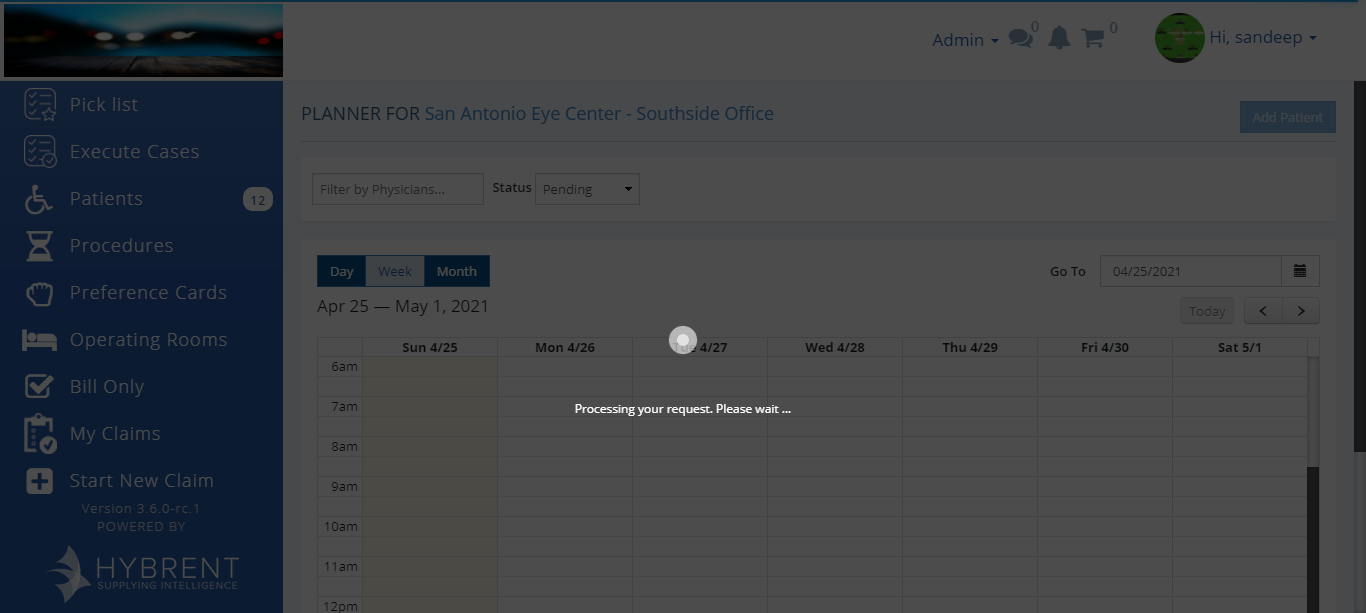 Admin
0
0
Hi, sandeep
Pick list
Execute Cases
Patients 12
Procedures
Preference Cards
Operating Rooms
Bill Only
My Claims
Start New Claim
Version 3.6.0-rc.1
POWERED BY
HYBRENT
SUPPLYING INTELLIGENCE
PLANNER FOR San Antonio Eye Center - Southside Office
Add Patient
Filter by Physicians... Status Pending
Day Week Month
Go To 04/25/2021
Apr 25 — May 1, 2021
Today
Sun 4/25 Mon 4/26 Tue 4/27 Wed 4/28 Thu 4/29 Fri 4/30 Sat 5/1
6am
7am
Processing your request. Please wait ...
8am
9am
10am
11am
12pm